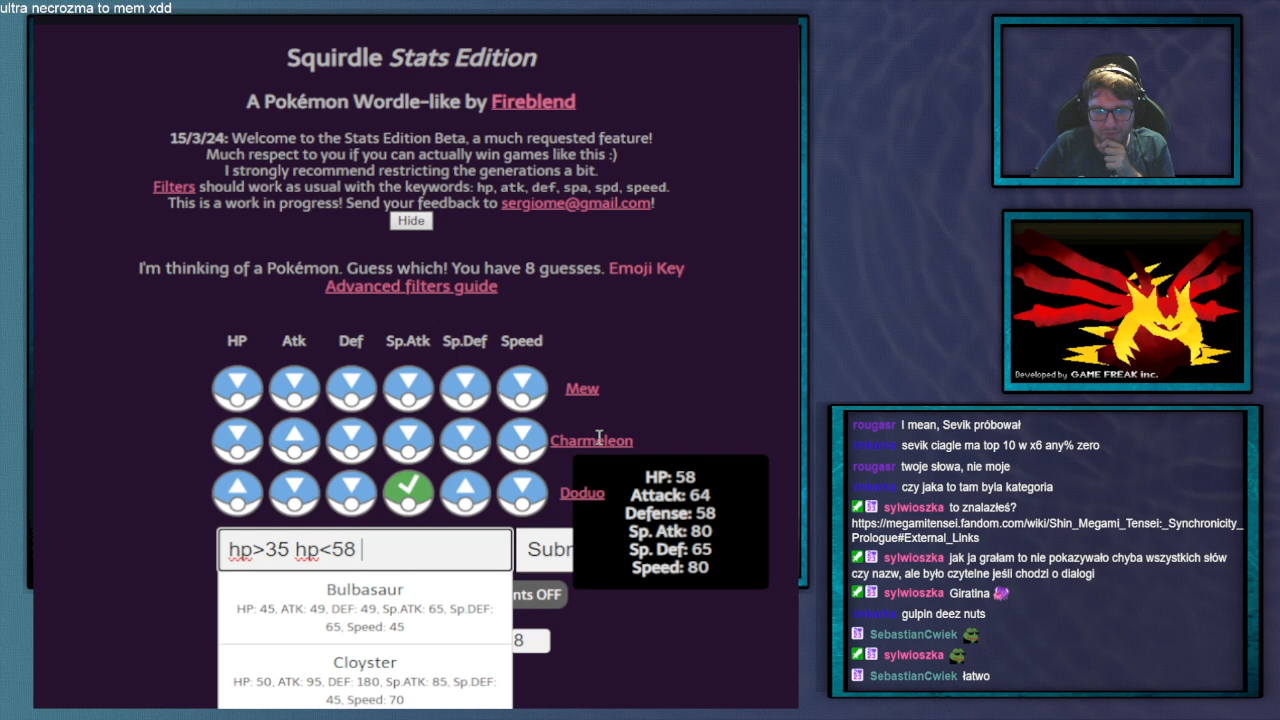 ultra necrozma to mem xdd
Squirdle Stats Edition
A Pokémon Wordle-like by Fireblend
15/3/24: Welcome to the Stats Edition Beta, a much requested feature!
Much respect to you if you can actually win games like this :)
I strongly recommend restricting the generations a bit.
Filters should work as usual with the keywords: hp, atk, def, spa, spd, speed.
This is a work in progress! Send your feedback to sergiome@gmail.com!
Hide
I'm thinking of a Pokémon. Guess which! You have 8 guesses. Emoji Key
Advanced filters guide
HP Atk Def Sp.Atk Sp.Def Speed
Mew
Charmeleon
Doduo
HP: 58
Attack: 64
Defense: 58
Sp. Atk: 80
Sp. Def: 65
Speed: 80
hp>35 hp<58
Subr
Bulbasaur
HP: 45, ATK: 49, DEF: 49, Sp.ATK: 65, Sp.DEF:
65, Speed: 45
nts OFF
8
Cloyster
HP: 50, ATK: 95, DEF: 180, Sp.ATK: 85, Sp.DEF:
45, Speed: 70
Developed by GAME FREAK inc.
rougasr I mean, Sevik próbował
sevik ciagle ma top 10 w x6 any% zero
rougasr twoje słowa, nie moje
czy jaka to tam byla kategoria
sylwioszka to znalazłeś?
https://megamitensei.fandom.com/wiki/Shin_Megami_Tensei:_Synchronicity_
Prologue#External_Links
sylwioszka jak ja grałam to nie pokazywało chyba wszystkich słów
czy nazw, ale było czytelne jeśli chodzi o dialogi
sylwioszka Giratina
gulpin deez nuts
SebastianCwiek
sylwioszka
SebastianCwiek łatwo